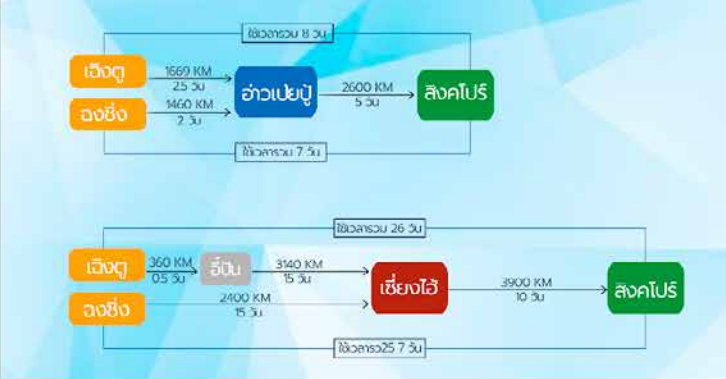 ใช้เวลารวม 8 วัน
เฉิงตู
1669 KM
2.5 วัน
อ่าวเปยปู้
2600 KM
5 วัน
สิงคโปร์
ฉงชิ่ง
1460 KM
2 วัน
ใช้เวลารวม 7 วัน
ใช้เวลารวม 26 วัน
เฉิงตู
360 KM
0.5 วัน
อี๋ปิน
3140 KM
15 วัน
เซี่ยงไฮ้
3900 KM
10 วัน
สิงคโปร์
ฉงชิ่ง
2400 KM
15 วัน
ใช้เวลารว25 7 วัน